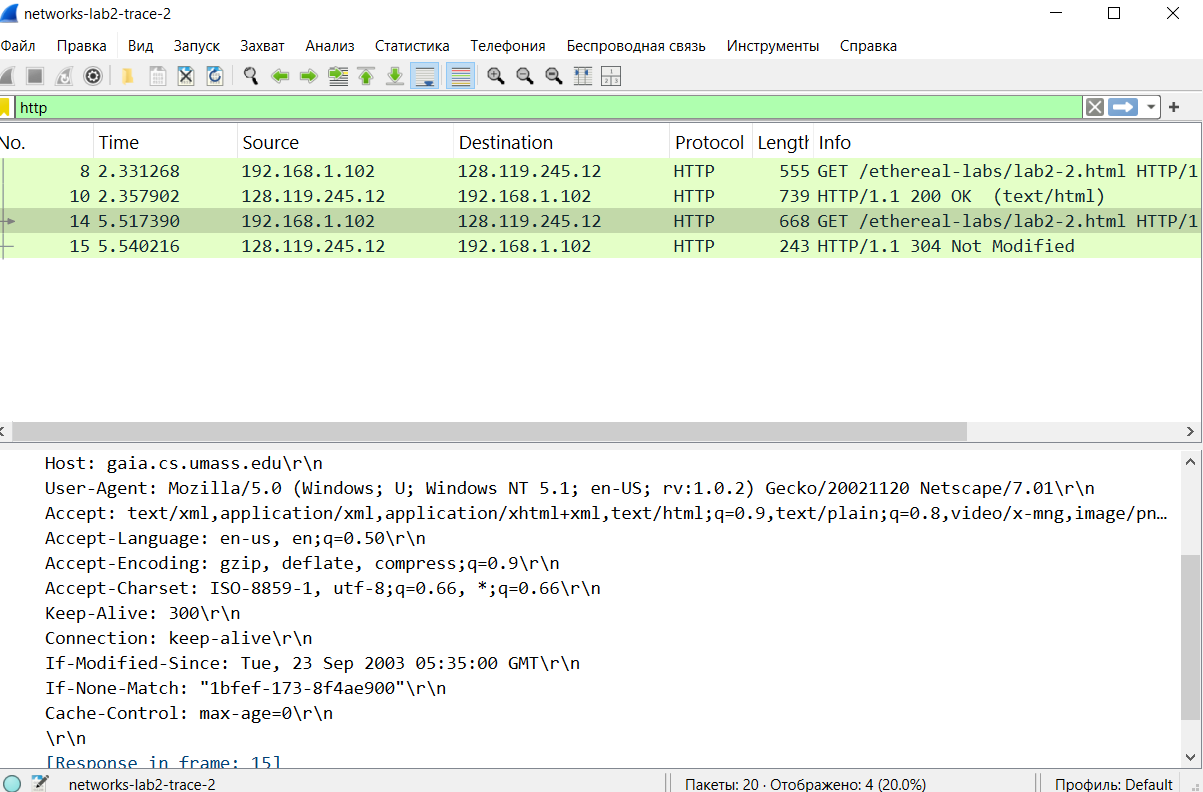 networks-lab2-trace-2
Файл Правка Вид Запуск Захват Анализ Статистика Телефония Беспроводная связь Инструменты Справка
http
No. Time Source Destination Protocol Length Info
8 2.331268 192.168.1.102 128.119.245.12 HTTP 555 GET /ethereal-labs/lab2-2.html HTTP/1
10 2.357902 128.119.245.12 192.168.1.102 HTTP 739 HTTP/1.1 200 OK (text/html)
14 5.517390 192.168.1.102 128.119.245.12 HTTP 668 GET /ethereal-labs/lab2-2.html HTTP/1
15 5.540216 128.119.245.12 192.168.1.102 HTTP 243 HTTP/1.1 304 Not Modified
Host: gaia.cs.umass.edu\r\n
User-Agent: Mozilla/5.0 (Windows; U; Windows NT 5.1; en-US; rv:1.0.2) Gecko/20021120 Netscape/7.01\r\n
Accept: text/xml,application/xml,application/xhtml+xml,text/html;q=0.9,text/plain;q=0.8,video/x-mng,image/pn…
Accept-Language: en-us, en;q=0.50\r\n
Accept-Encoding: gzip, deflate, compress;q=0.9\r\n
Accept-Charset: ISO-8859-1, utf-8;q=0.66, *;q=0.66\r\n
Keep-Alive: 300\r\n
Connection: keep-alive\r\n
If-Modified-Since: Tue, 23 Sep 2003 05:35:00 GMT\r\n
If-None-Match: "1bfef-173-8f4ae900"\r\n
Cache-Control: max-age=0\r\n
\r\n
[Response in frame: 15]
networks-lab2-trace-2 Пакеты: 20 · Отображено: 4 (20.0%) Профиль: Default